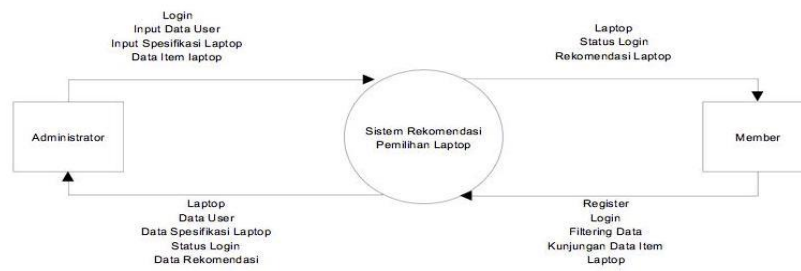 Login
Input Data User
Input Spesifikasi Laptop
Data Item laptop
Laptop
Status Login
Rekomendasi Laptop
Administrator
Sistem Rekomendasi
Pemilihan Laptop
Member
Laptop
Data User
Data Spesifikasi Laptop
Status Login
Data Rekomendasi
Register
Login
Filtering Data
Kunjungan Data Item
Laptop